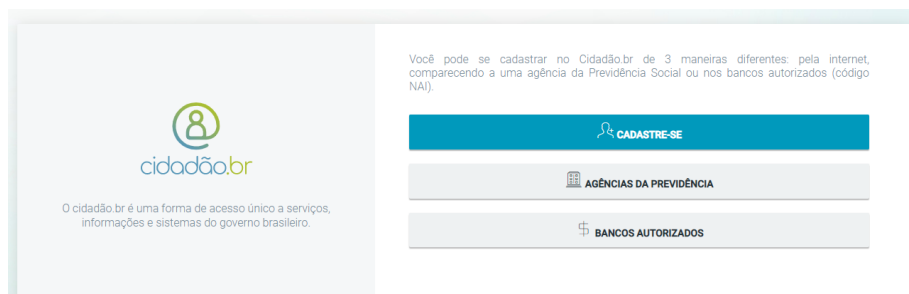 cidadão.br
O cidadão.br é uma forma de acesso único a serviços,
informações e sistemas do governo brasileiro.
Você pode se cadastrar no Cidadão.br de 3 maneiras diferentes: pela internet,
comparecendo a uma agência da Previdência Social ou nos bancos autorizados (código
NAI).
CADASTRE-SE
AGÊNCIAS DA PREVIDÊNCIA
BANCOS AUTORIZADOS